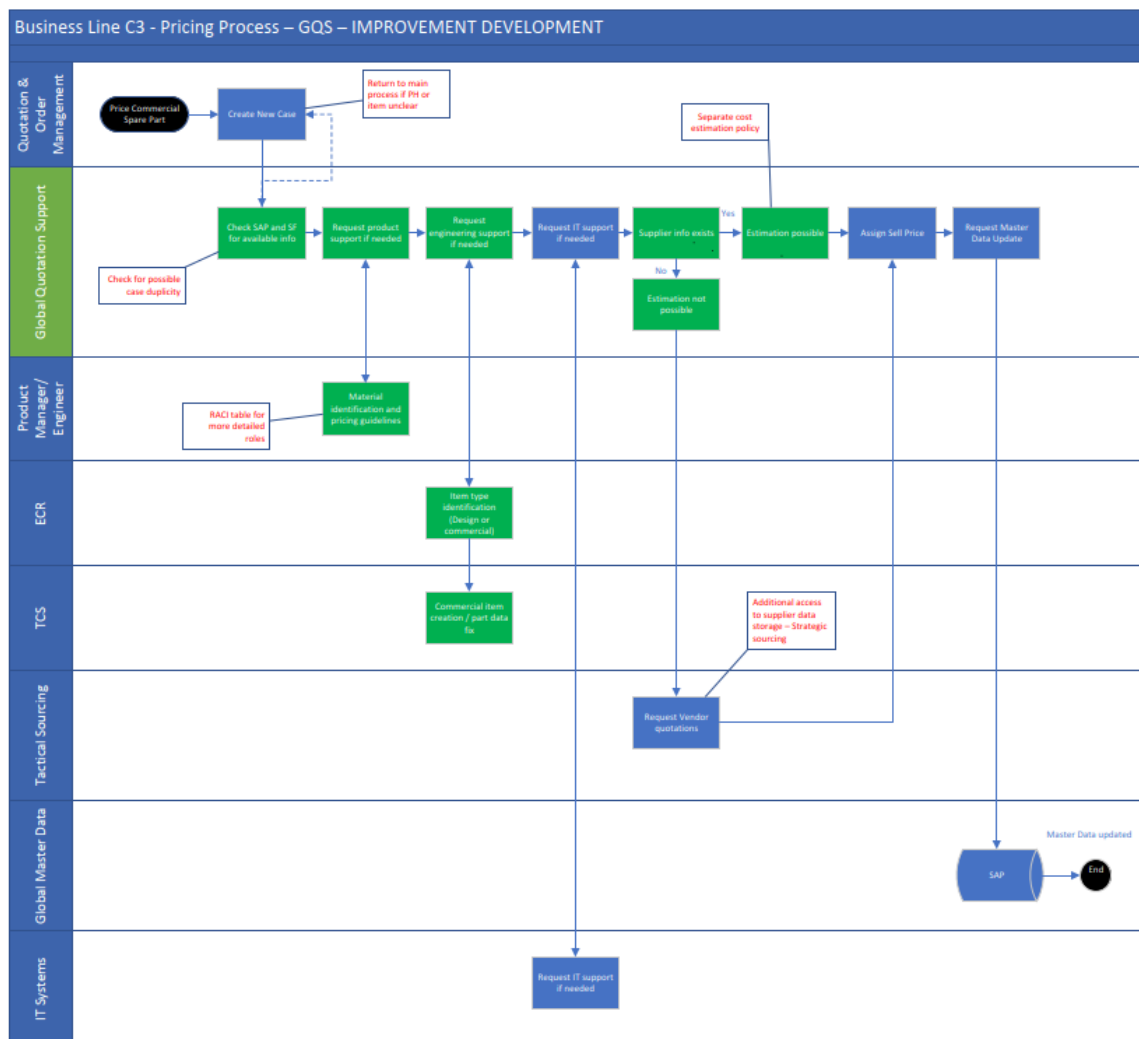 Business Line C3 - Pricing Process – GQS – IMPROVEMENT DEVELOPMENT
Quotation &
Order
Management
Price Commercial
Spare Part
Create New Case
Return to main
process if PH or
item unclear
Separate cost
estimation policy
Global Quotation Support
Check SAP and SF
for available info
Request product
support if needed
Request
engineering support
if needed
Request IT support
if needed
Supplier info exists
Yes
Estimation possible
Assign Sell Price
Request Master
Data Update
No
Check for possible
case duplicity
Estimation not
possible
Product
Manager/
Engineer
Material
identification and
pricing guidelines
RACI table for
more detailed
roles
ECR
Item type
identification
(Design or
commercial)
TCS
Commercial item
creation / part data
fix
Additional access
to supplier data
storage – Strategic
sourcing
Tactical Sourcing
Request Vendor
quotations
Global Master Data
Master Data updated
SAP
End
IT Systems
Request IT support
if needed